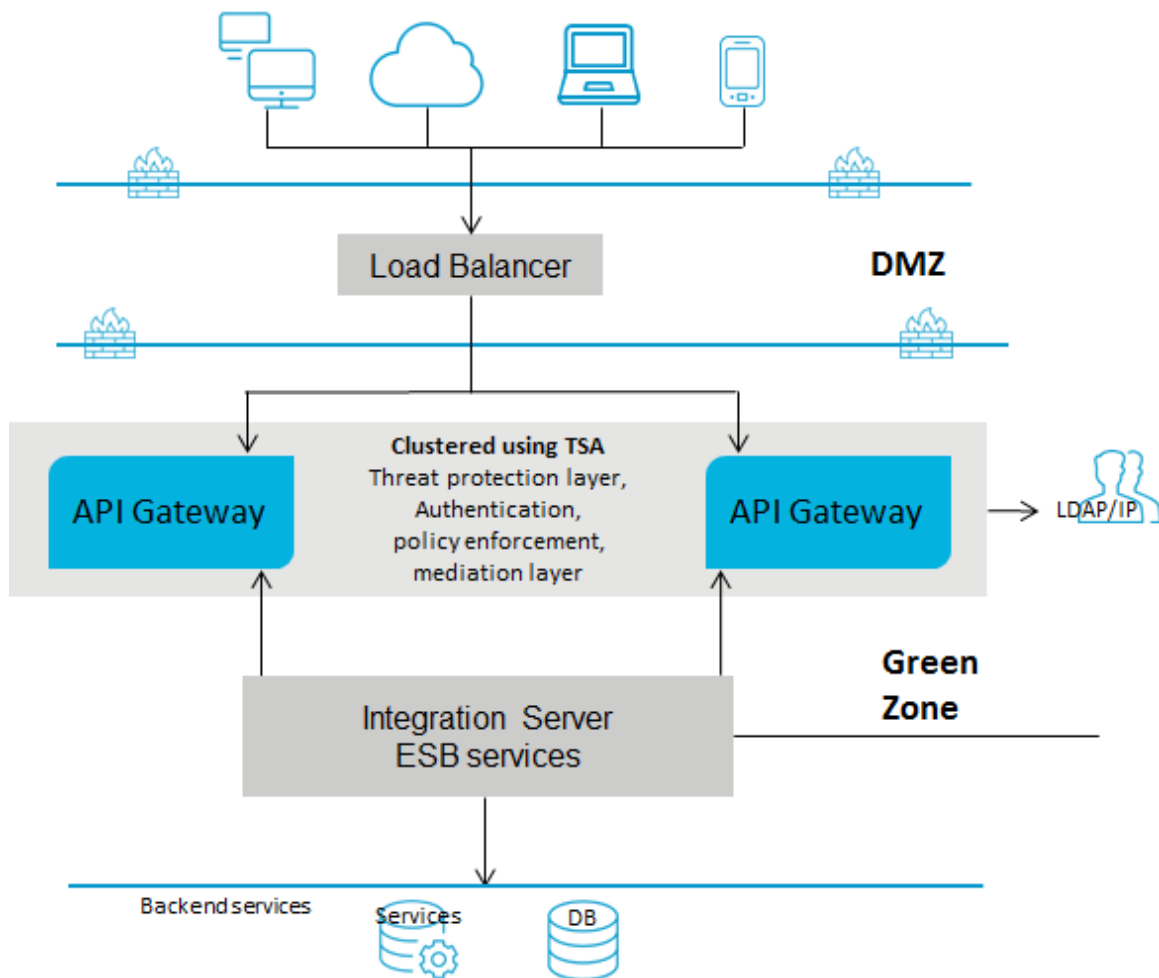 Load Balancer
DMZ
Clustered using TSA
Threat protection layer,
Authentication,
policy enforcement,
mediation layer
API Gateway
API Gateway
LDAP/IP
Green
Zone
Integration Server
ESB services
Backend services
Services
DB